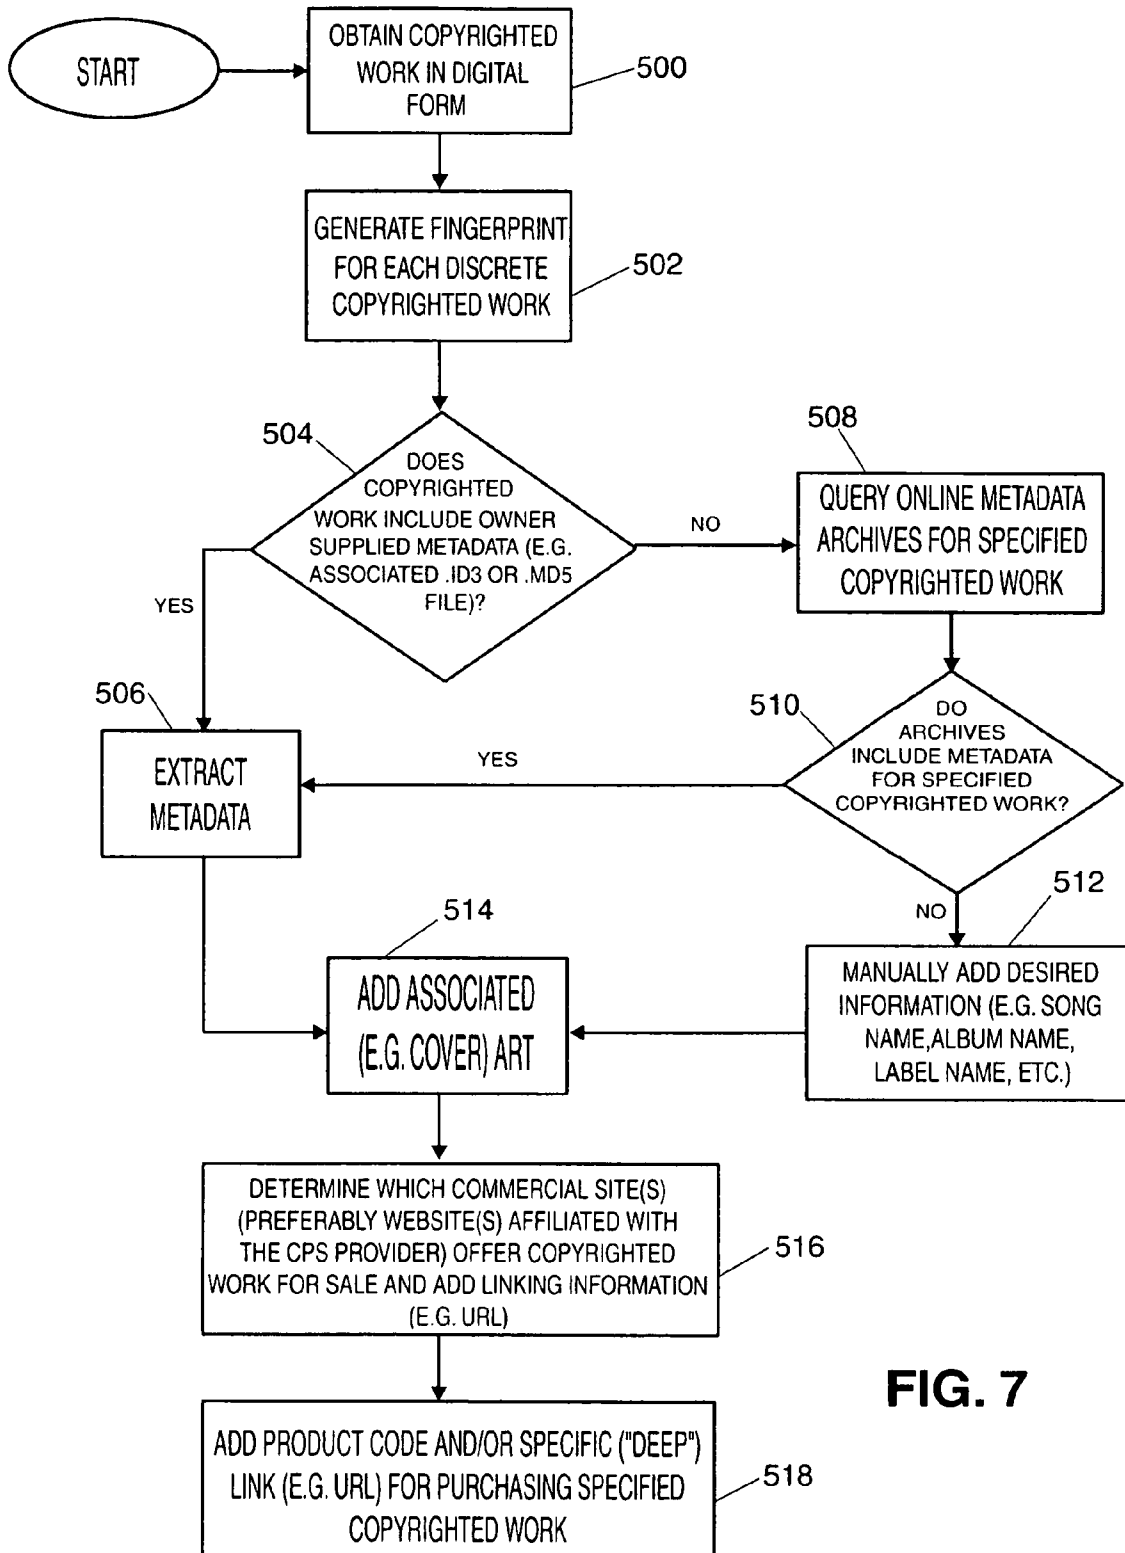 START
OBTAIN COPYRIGHTED
WORK IN DIGITAL
FORM
500
GENERATE FINGERPRINT
FOR EACH DISCRETE
COPYRIGHTED WORK
502
504
DOES
COPYRIGHTED
WORK INCLUDE OWNER
SUPPLIED METADATA (E.G.
ASSOCIATED .ID3 OR .MD5
FILE)?
NO
YES
508
QUERY ONLINE METADATA
ARCHIVES FOR SPECIFIED
COPYRIGHTED WORK
506
EXTRACT
METADATA
YES
510
DO
ARCHIVES
INCLUDE METADATA
FOR SPECIFIED
COPYRIGHTED WORK?
NO
512
MANUALLY ADD DESIRED
INFORMATION (E.G. SONG
NAME,ALBUM NAME,
LABEL NAME, ETC.)
514
ADD ASSOCIATED
(E.G. COVER) ART
DETERMINE WHICH COMMERCIAL SITE(S)
(PREFERABLY WEBSITE(S) AFFILIATED WITH
THE CPS PROVIDER) OFFER COPYRIGHTED
WORK FOR SALE AND ADD LINKING INFORMATION
(E.G. URL)
516
ADD PRODUCT CODE AND/OR SPECIFIC ("DEEP")
LINK (E.G. URL) FOR PURCHASING SPECIFIED
COPYRIGHTED WORK
518
FIG. 7